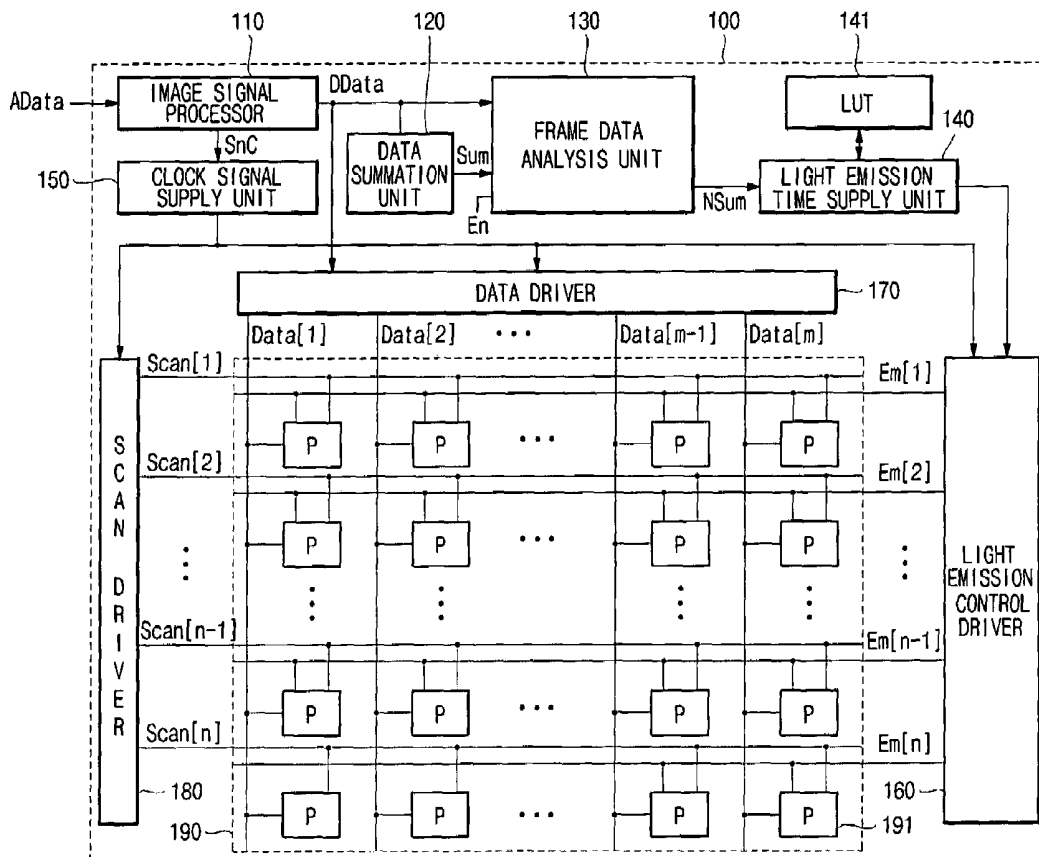 110
120
130
100
141
AData
IMAGE SIGNAL
PROCESSOR
DData
SnC
150
CLOCK SIGNAL
SUPPLY UNIT
DATA
SUMMATION
UNIT
Sum
En
FRAME DATA
ANALYSIS UNIT
NSum
LUT
140
LIGHT EMISSION
TIME SUPPLY UNIT
DATA DRIVER
170
Data[1]
Data[2]
• • •
Data[m-1]
Data[m]
Scan[1]
Em[1]
P P • • • P P
Scan[2]
Em[2]
P P • • • P P
SCAN DRIVER
LIGHT
EMISSION
CONTROL
DRIVER
Scan[n-1]
Em[n-1]
P P • • • P P
Scan[n]
Em[n]
P P • • • P P
180
190
191
160